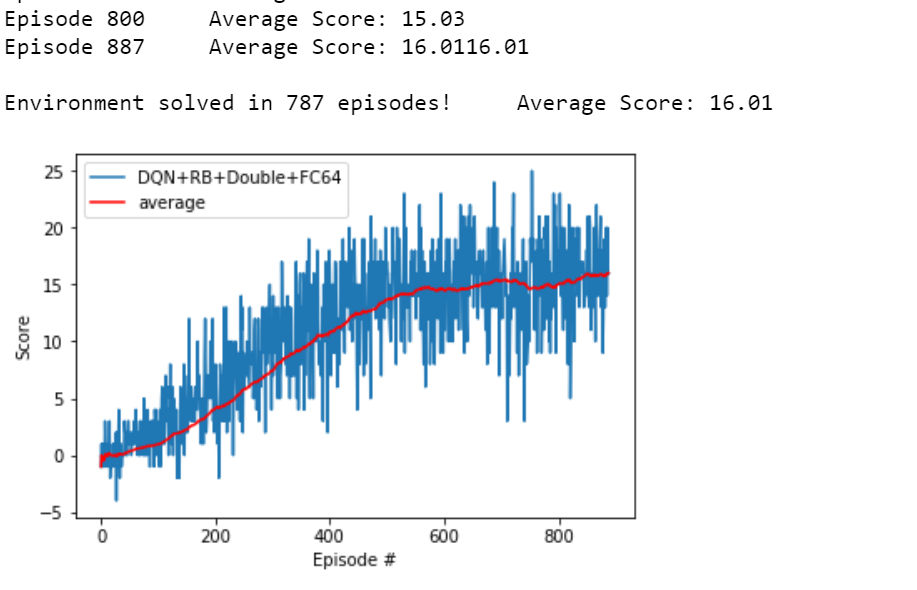 Episode 800     Average Score: 15.03
Episode 887     Average Score: 16.0116.01
Environment solved in 787 episodes!     Average Score: 16.01
DQN+RB+Double+FC64
average
25
20
15
10
5
0
−5
Score
0 200 400 600 800
Episode #